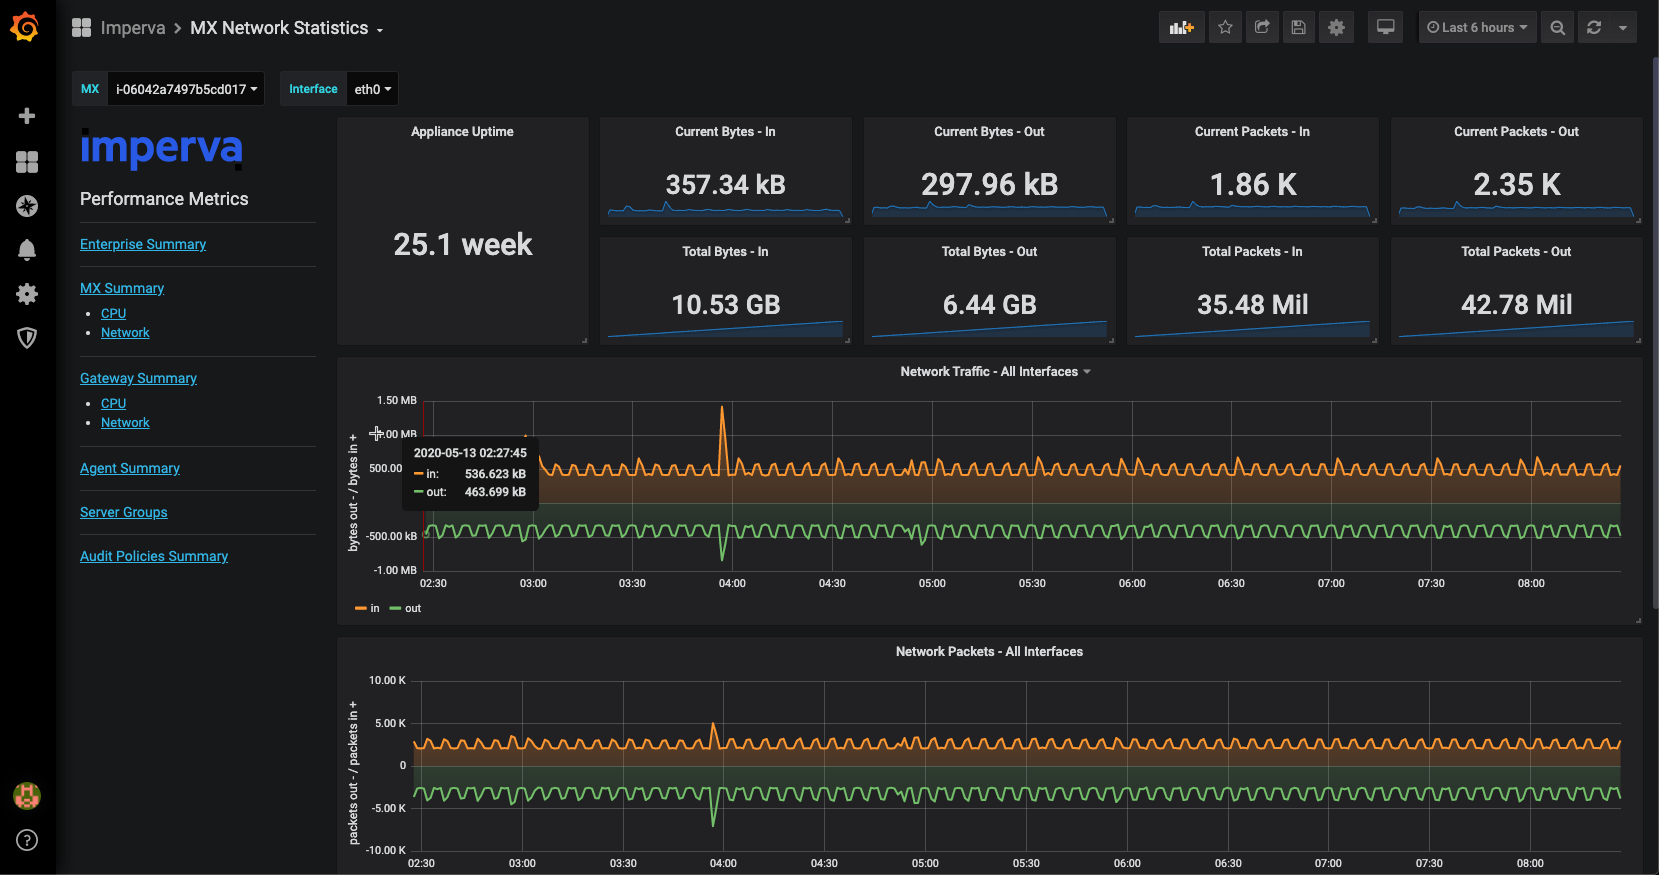 Imperva > MX Network Statistics
Last 6 hours
MX i-06042a7497b5cd017
Interface eth0
imperva
Performance Metrics
Enterprise Summary
MX Summary
• CPU
• Network
Gateway Summary
• CPU
• Network
Agent Summary
Server Groups
Audit Policies Summary
Appliance Uptime
25.1 week
Current Bytes - In
357.34 kB
Current Bytes - Out
297.96 kB
Current Packets - In
1.86 K
Current Packets - Out
2.35 K
Total Bytes - In
10.53 GB
Total Bytes - Out
6.44 GB
Total Packets - In
35.48 Mil
Total Packets - Out
42.78 Mil
Network Traffic - All Interfaces
bytes out - / bytes in +
1.50 MB
.00 MB
500.00
-500.00 kB
-1.00 MB
2020-05-13 02:27:45
in: 536.623 kB
out: 463.699 kB
02:30 03:00 03:30 04:00 04:30 05:00 05:30 06:00 06:30 07:00 07:30 08:00
in out
Network Packets - All Interfaces
packets out - / packets in +
10.00 K
5.00 K
0
-5.00 K
-10.00 K
02:30 03:00 03:30 04:00 04:30 05:00 05:30 06:00 06:30 07:00 07:30 08:00
?